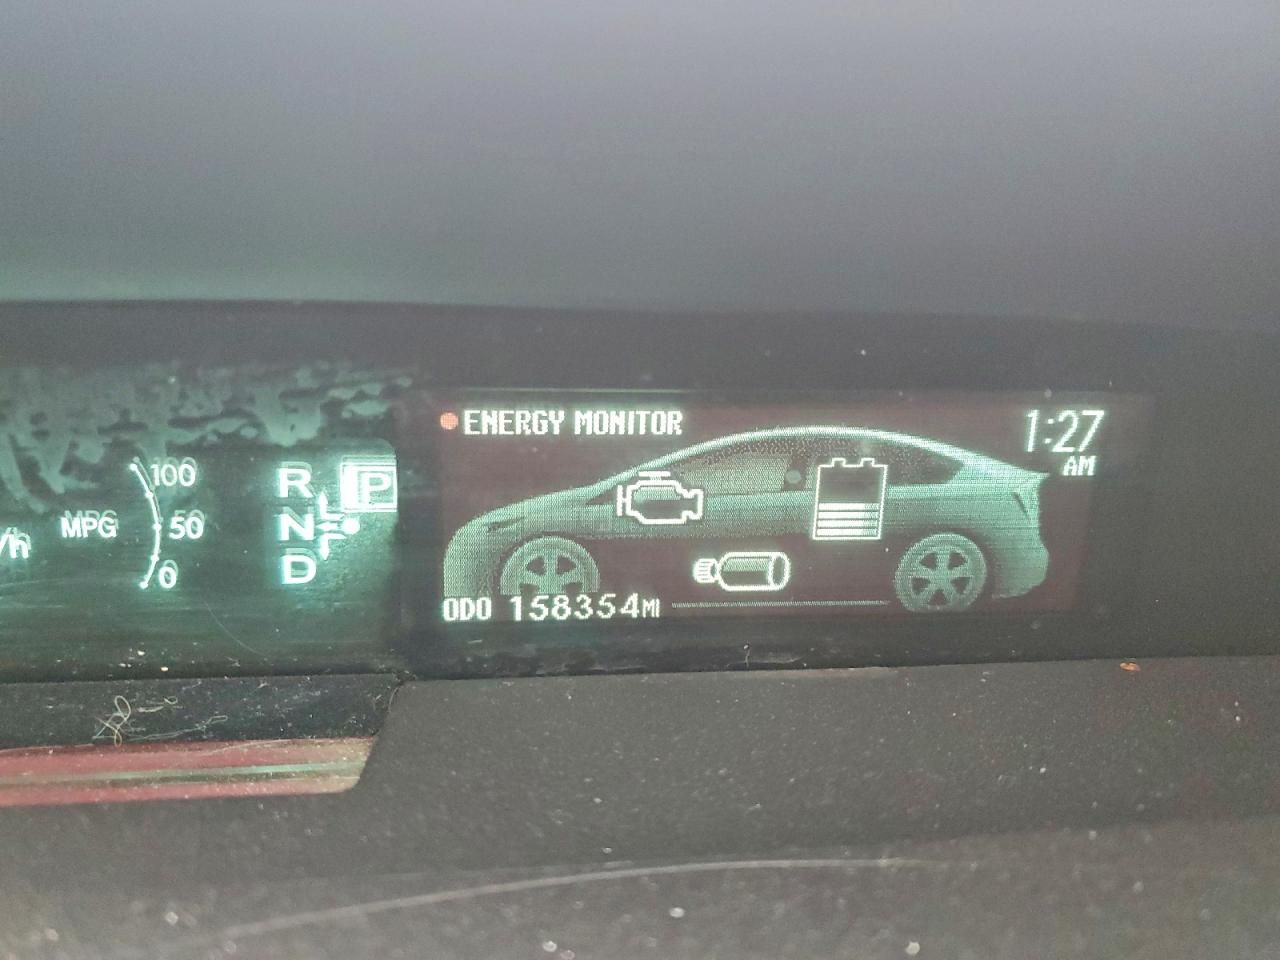 ENERGY MONITOR
1:27
AM
100
MPG
50
0
/h
R
P
N
D
ODO 158354MI